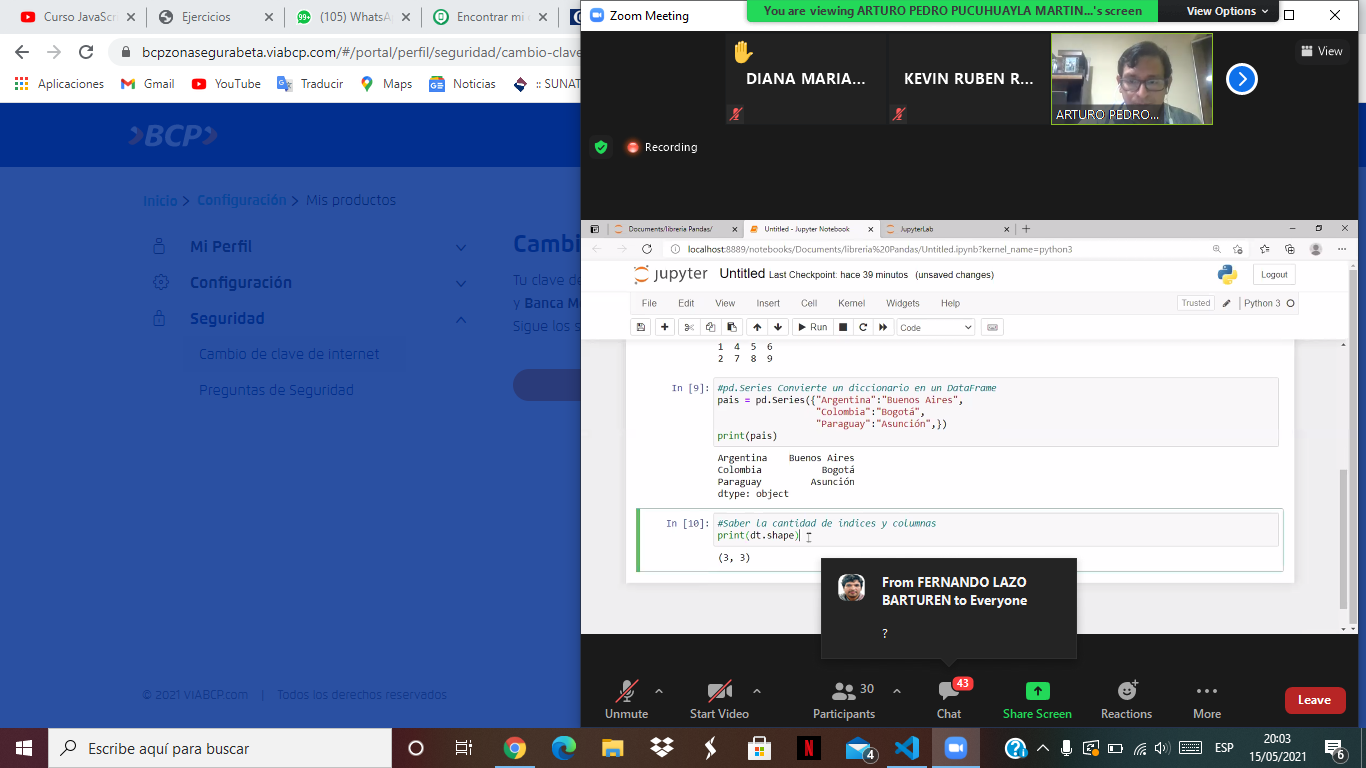 Curso JavaScr
Ejercicios
(105) WhatsA
Encontrar mi
bcpzonasegurabeta.viabcp.com/#/portal/perfil/seguridad/cambio-clave
Aplicaciones
Gmail
YouTube
Traducir
Maps
Noticias
:: SUNAT
BCP
Inicio > Configuración > Mis productos
Mi Perfil
Configuración
Seguridad
Cambio de clave de internet
Preguntas de Seguridad
Cambi
Tu clave de
y Banca M
Sigue los s
© 2021 VIABCP.com | Todos los derechos reservados
Zoom Meeting
You are viewing ARTURO PEDRO PUCUHUAYLA MARTIN...'s screen
View Options
DIANA MARIA...
KEVIN RUBEN R...
ARTURO PEDRO...
View
Recording
Documents/libreria Pandas/
Untitled - Jupyter Notebook
JupyterLab
localhost:8889/notebooks/Documents/libreria%20Pandas/Untitled.ipynb?kernel_name=python3
jupyter Untitled Last Checkpoint: hace 39 minutos (unsaved changes)
Logout
File Edit View Insert Cell Kernel Widgets Help
Trusted
Python 3
Run
Code
1 4 5 6
2 7 8 9
In [9]: #pd.Series Convierte un diccionario en un DataFrame
pais = pd.Series({"Argentina":"Buenos Aires",
"Colombia":"Bogotá",
"Paraguay":"Asunción",})
print(pais)
Argentina Buenos Aires
Colombia Bogotá
Paraguay Asunción
dtype: object
In [10]: #Saber la cantidad de indices y columnas
print(dt.shape)
(3, 3)
From FERNANDO LAZO
BARTUREN to Everyone
?
Unmute
Start Video
30
Participants
43
Chat
Share Screen
Reactions
More
Leave
Escribe aquí para buscar
4
ESP
20:03
15/05/2021
6